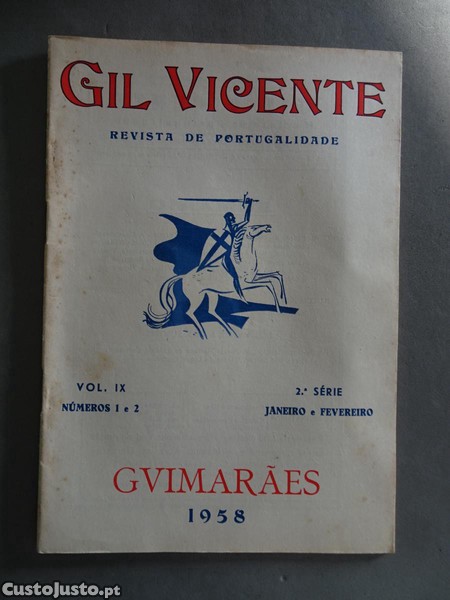 GIL VICENTE
REVISTA DE PORTUGALIDADE
VOL. IX
2.ª SÉRIE
NÚMEROS 1 e 2
JANEIRO e FEVEREIRO
GVIMARÃES
1958
CustoJusto.pt